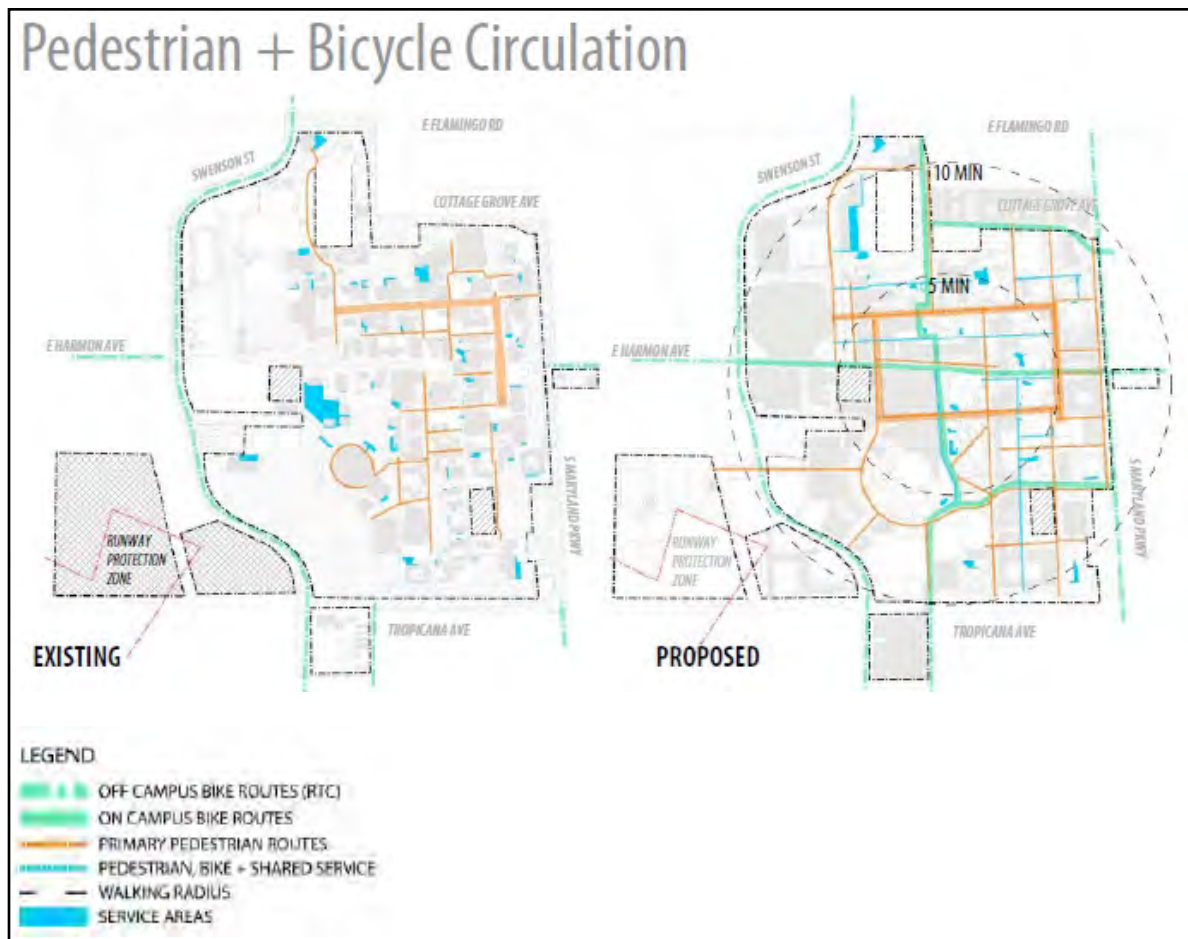 Pedestrian + Bicycle Circulation
E FLAMINGO RD
SWENSON ST
COTTAGE GROVE AVE
E HARMON AVE
S MARYLAND PKWY
RUNWAY
PROTECTION
ZONE
TROPICANA AVE
EXISTING
E FLAMINGO RD
SWENSON ST
10 MIN
COTTAGE GROVE AVE
5 MIN
E HARMON AVE
S MARYLAND PKWY
RUNWAY
PROTECTION
ZONE
TROPICANA AVE
PROPOSED
LEGEND
OFF CAMPUS BIKE ROUTES (RTC)
ON CAMPUS BIKE ROUTES
PRIMARY PEDESTRIAN ROUTES
PEDESTRIAN, BIKE + SHARED SERVICE
WALKING RADIUS
SERVICE AREAS